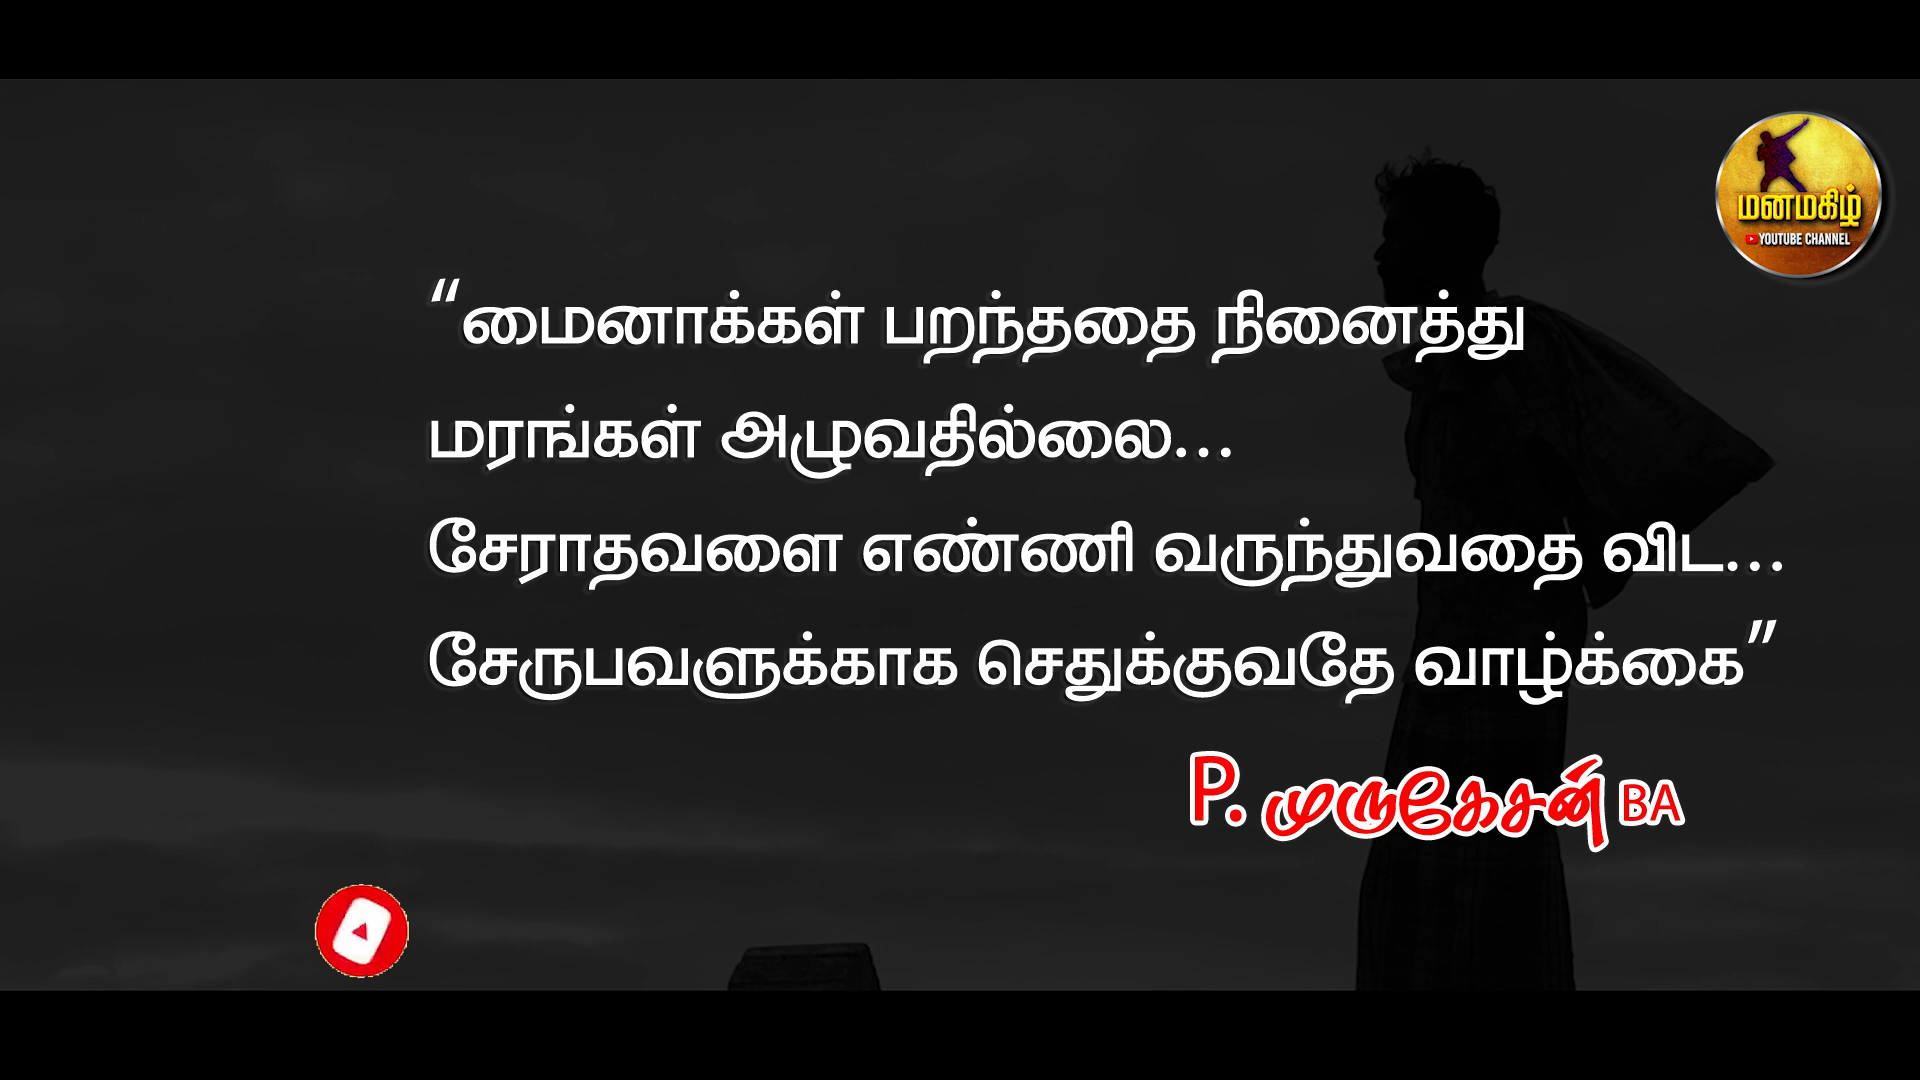 மனமகிழ்
YOUTUBE CHANNEL
“மைனாக்கள் பறந்ததை நினைத்து
மரங்கள் அழுவதில்லை...
சேராதவளை எண்ணி வருந்துவதை விட...
சேருபவளுக்காக செதுக்குவதே வாழ்க்கை”
P. முருகேசன் BA